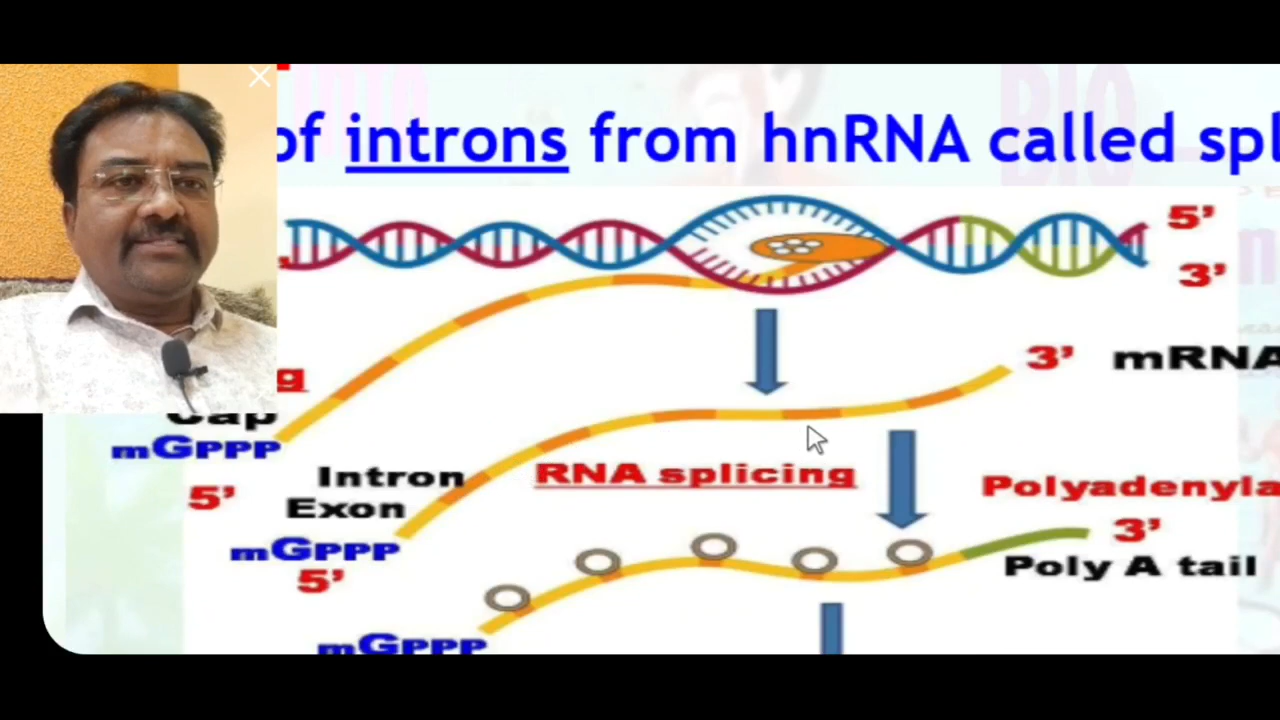 of introns from hnRNA called spl
5’
3’
3’ mRNA
g
Cap
mGPPP
5’
Intron
RNA splicing
Polyadenyla
Exon
3’
mGPPP
Poly A tail
5’
mGPPP